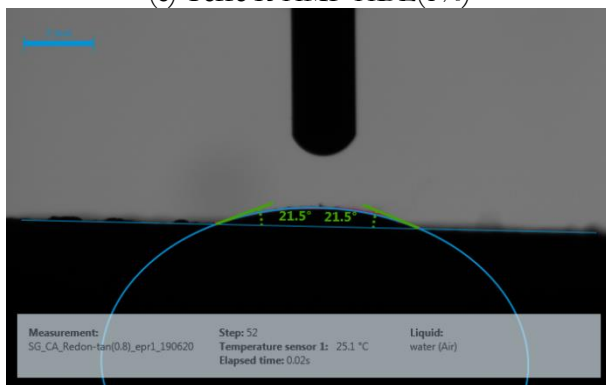 21.5° 21.5°
Measurement: Step: 52 Liquid:
SG_CA_Redon-tan(0.8)_epr1_190620 Temperature sensor 1: 25.1 °C water (Air)
Elapsed time: 0.02s